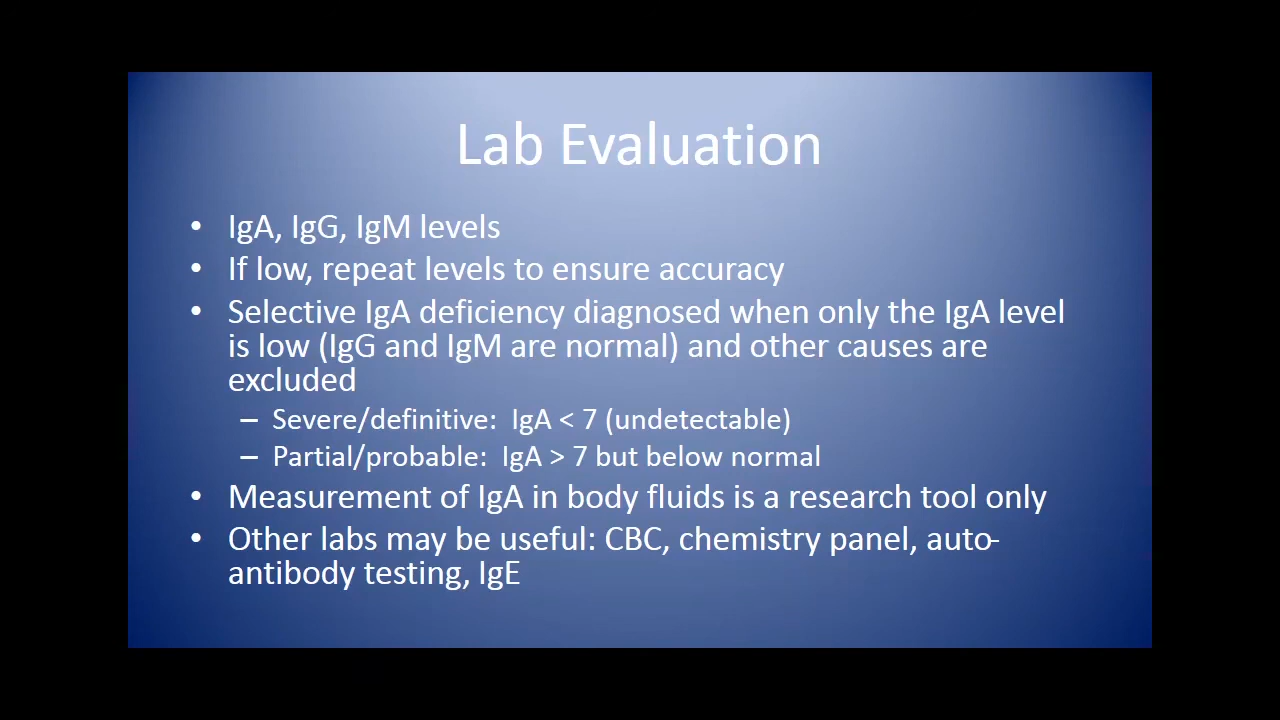 Lab Evaluation
• IgA, IgG, IgM levels
• If low, repeat levels to ensure accuracy
• Selective IgA deficiency diagnosed when only the IgA level
is low (IgG and IgM are normal) and other causes are
excluded
– Severe/definitive:  IgA < 7 (undetectable)
– Partial/probable:  IgA > 7 but below normal
• Measurement of IgA in body fluids is a research tool only
• Other labs may be useful: CBC, chemistry panel, auto-
antibody testing, IgE